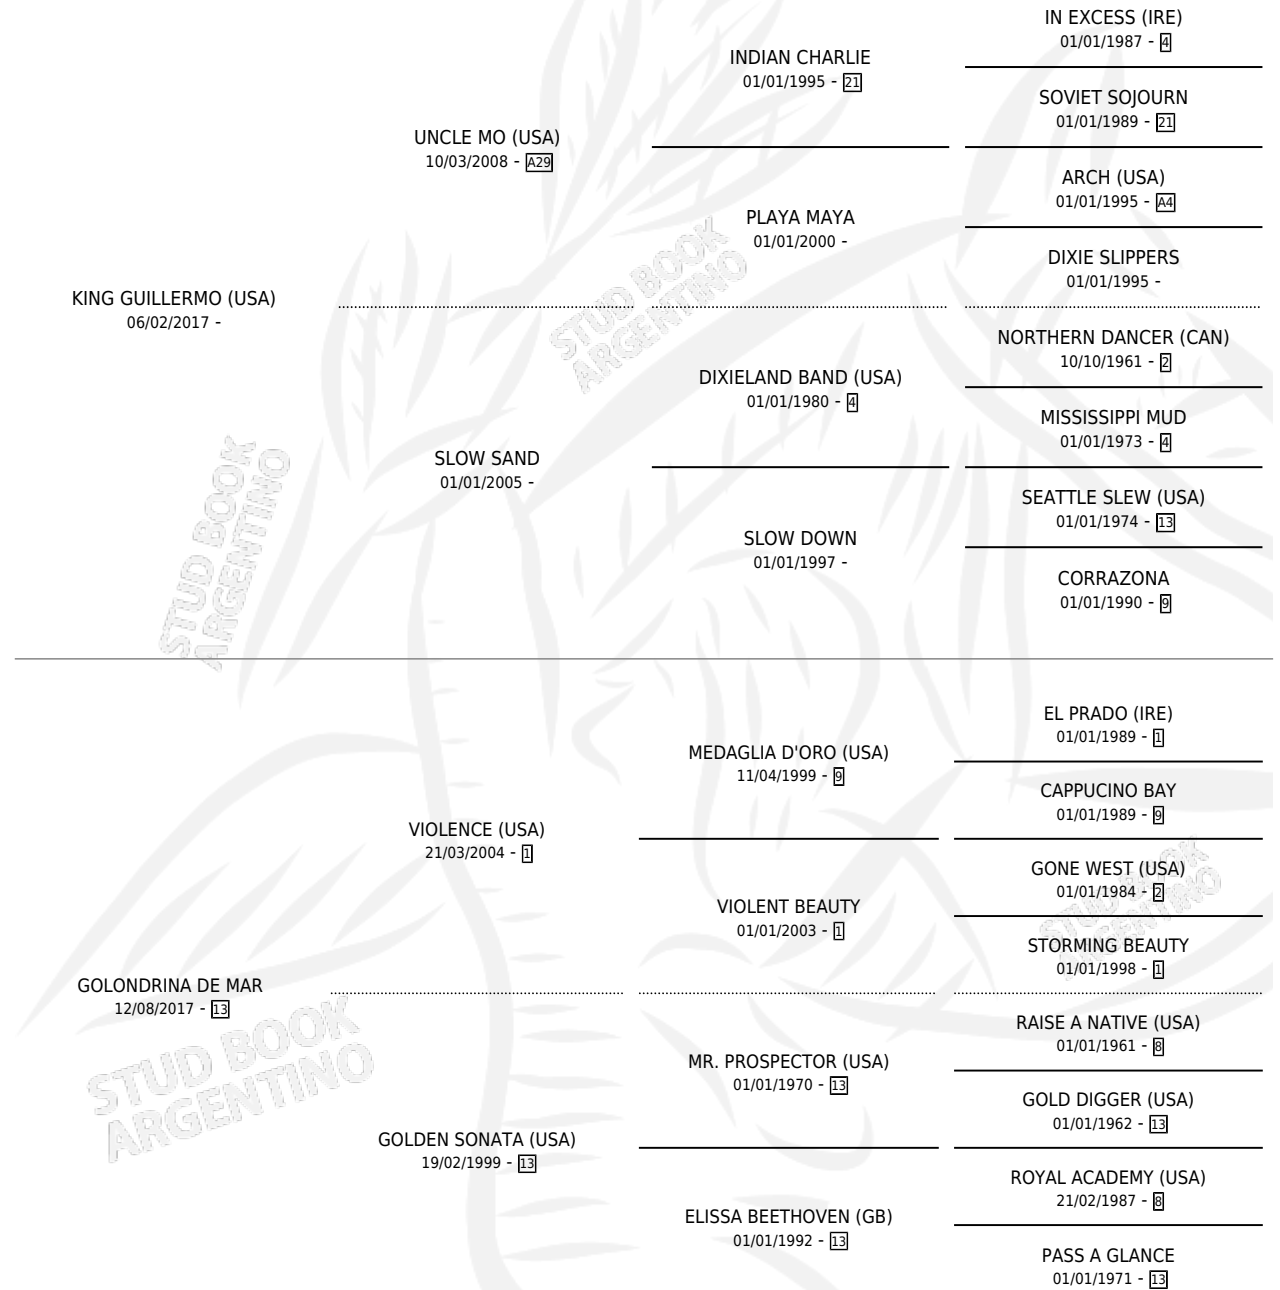 IN EXCESS (IRE)
01/01/1987 - 4
INDIAN CHARLIE
01/01/1995 - 21
SOVIET SOJOURN
01/01/1989 - 21
UNCLE MO (USA)
10/03/2008 - A29
ARCH (USA)
01/01/1995 - A4
PLAYA MAYA
01/01/2000 -
DIXIE SLIPPERS
01/01/1995 -
KING GUILLERMO (USA)
06/02/2017 -
NORTHERN DANCER (CAN)
10/10/1961 - 2
DIXIELAND BAND (USA)
01/01/1980 - 4
MISSISSIPPI MUD
01/01/1973 - 4
SLOW SAND
01/01/2005 -
SEATTLE SLEW (USA)
01/01/1974 - 13
SLOW DOWN
01/01/1997 -
CORRAZONA
01/01/1990 - 9
EL PRADO (IRE)
01/01/1989 - 1
MEDAGLIA D'ORO (USA)
11/04/1999 - 9
CAPPUCINO BAY
01/01/1989 - 9
VIOLENCE (USA)
21/03/2004 - 1
GONE WEST (USA)
01/01/1984 - 2
VIOLENT BEAUTY
01/01/2003 - 1
STORMING BEAUTY
01/01/1998 - 1
GOLONDRINA DE MAR
12/08/2017 - 13
RAISE A NATIVE (USA)
01/01/1961 - 8
MR. PROSPECTOR (USA)
01/01/1970 - 13
GOLD DIGGER (USA)
01/01/1962 - 13
GOLDEN SONATA (USA)
19/02/1999 - 13
ROYAL ACADEMY (USA)
21/02/1987 - 8
ELISSA BEETHOVEN (GB)
01/01/1992 - 13
PASS A GLANCE
01/01/1971 - 13
STUD BOOK
ARGENTINO
STUD BOOK
ARGENTINO
STUD BOOK
ARGENTINO
STUD BOOK
ARGENTINO